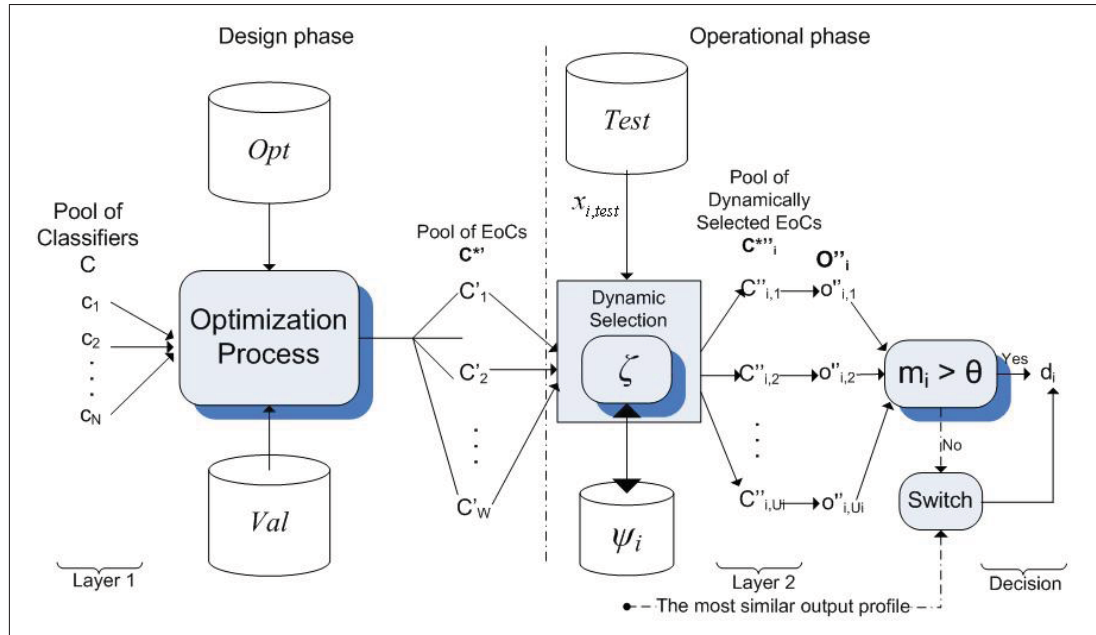 Design phase
Operational phase
Opt
Test
Pool of
Classifiers
C
c1
c2
cN
Optimization
Process
Val
Pool of EoCs
C*'
C'1
C'2
C'W
xi,test
Dynamic
Selection
ζ
ψi
Pool of
Dynamically
Selected EoCs
C*''i
O''i
C''i,1
o''i,1
C''i,2
o''i,2
C''i,Ui
o''i,Ui
mi > θ
Yes
di
No
Switch
Layer 1
Layer 2
Decision
The most similar output profile